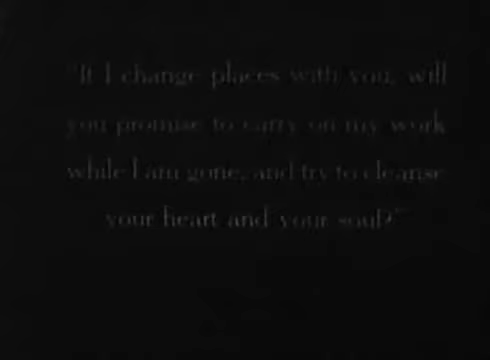 "If I change places with you, will
you promise to carry on my work
while I am gone, and try to cleanse
your heart and your soul?"